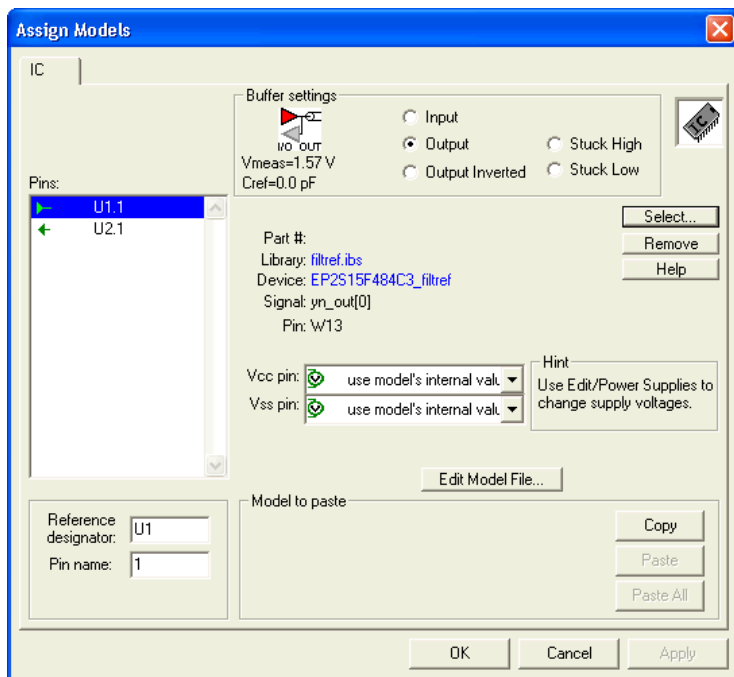 Assign Models
IC
Buffer settings
I/O OUT
Vmeas=1.57 V
Cref=0.0 pF
Input
Output
Output Inverted
Stuck High
Stuck Low
IC
Pins:
U1.1
U2.1
Select...
Remove
Help
Part #:
Library: filtref.ibs
Device: EP2S15F484C3_filtref
Signal: yn_out[0]
Pin: W13
Vcc pin: use model's internal valu
Vss pin: use model's internal valu
Hint
Use Edit/Power Supplies to
change supply voltages.
Edit Model File...
Reference
designator: U1
Pin name: 1
Model to paste
Copy
Paste
Paste All
OK
Cancel
Apply